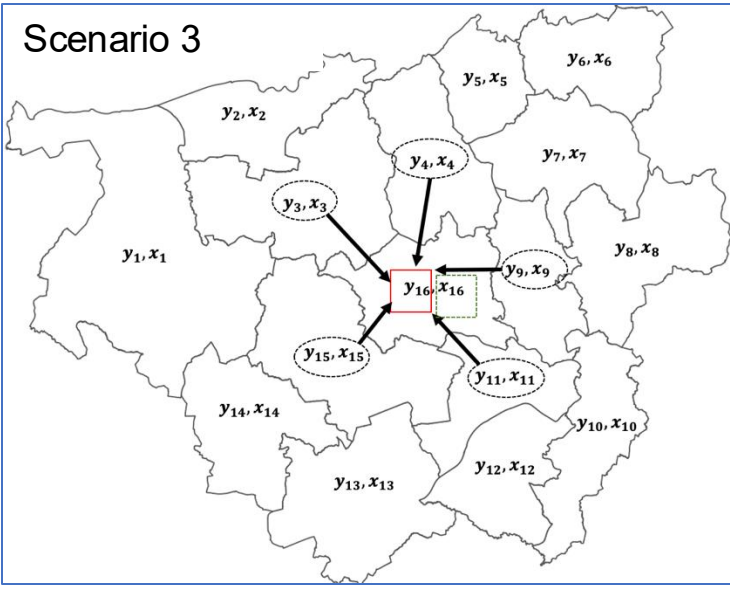 Scenario 3
y₆, x₆
y₅, x₅
y₂, x₂
y₄, x₄
y₇, x₇
y₃, x₃
y₁, x₁
y₈, x₈
y₉, x₉
y₁₆, x₁₆
y₁₅, x₁₅
y₁₁, x₁₁
y₁₄, x₁₄
y₁₀, x₁₀
y₁₂, x₁₂
y₁₃, x₁₃